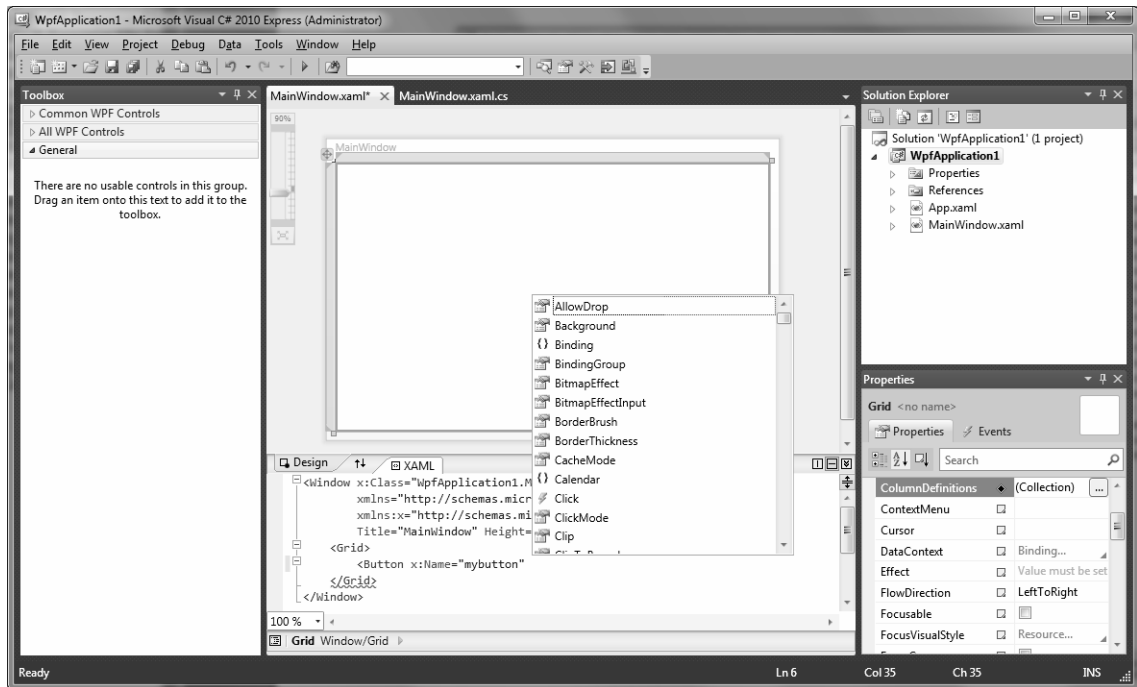 WpfApplication1 - Microsoft Visual C# 2010 Express (Administrator)
File Edit View Project Debug Data Tools Window Help
Toolbox
Common WPF Controls
All WPF Controls
General
There are no usable controls in this group.
Drag an item onto this text to add it to the
toolbox.
MainWindow.xaml* MainWindow.xaml.cs
90%
MainWindow
AllowDrop
Background
{} Binding
BindingGroup
BitmapEffect
BitmapEffectInput
BorderBrush
BorderThickness
CacheMode
{} Calendar
Click
ClickMode
Clip
Design XAML
<Window x:Class="WpfApplication1.M
xmlns="http://schemas.micr
xmlns:x="http://schemas.mi
Title="MainWindow" Height=
<Grid>
<Button x:Name="mybutton"
</Grid>
</Window>
100 %
Grid Window/Grid
Solution Explorer
Solution 'WpfApplication1' (1 project)
WpfApplication1
Properties
References
App.xaml
MainWindow.xaml
Properties
Grid <no name>
Properties Events
Search
ColumnDefinitions (Collection) ...
ContextMenu
Cursor
DataContext Binding...
Effect Value must be set
FlowDirection LeftToRight
Focusable
FocusVisualStyle Resource...
Ready Ln 6 Col 35 Ch 35 INS